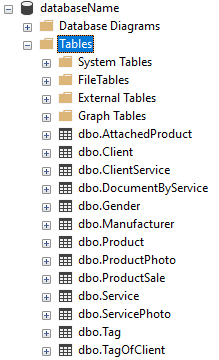 databaseName
Database Diagrams
Tables
System Tables
FileTables
External Tables
Graph Tables
dbo.AttachedProduct
dbo.Client
dbo.ClientService
dbo.DocumentByService
dbo.Gender
dbo.Manufacturer
dbo.Product
dbo.ProductPhoto
dbo.ProductSale
dbo.Service
dbo.ServicePhoto
dbo.Tag
dbo.TagOfClient